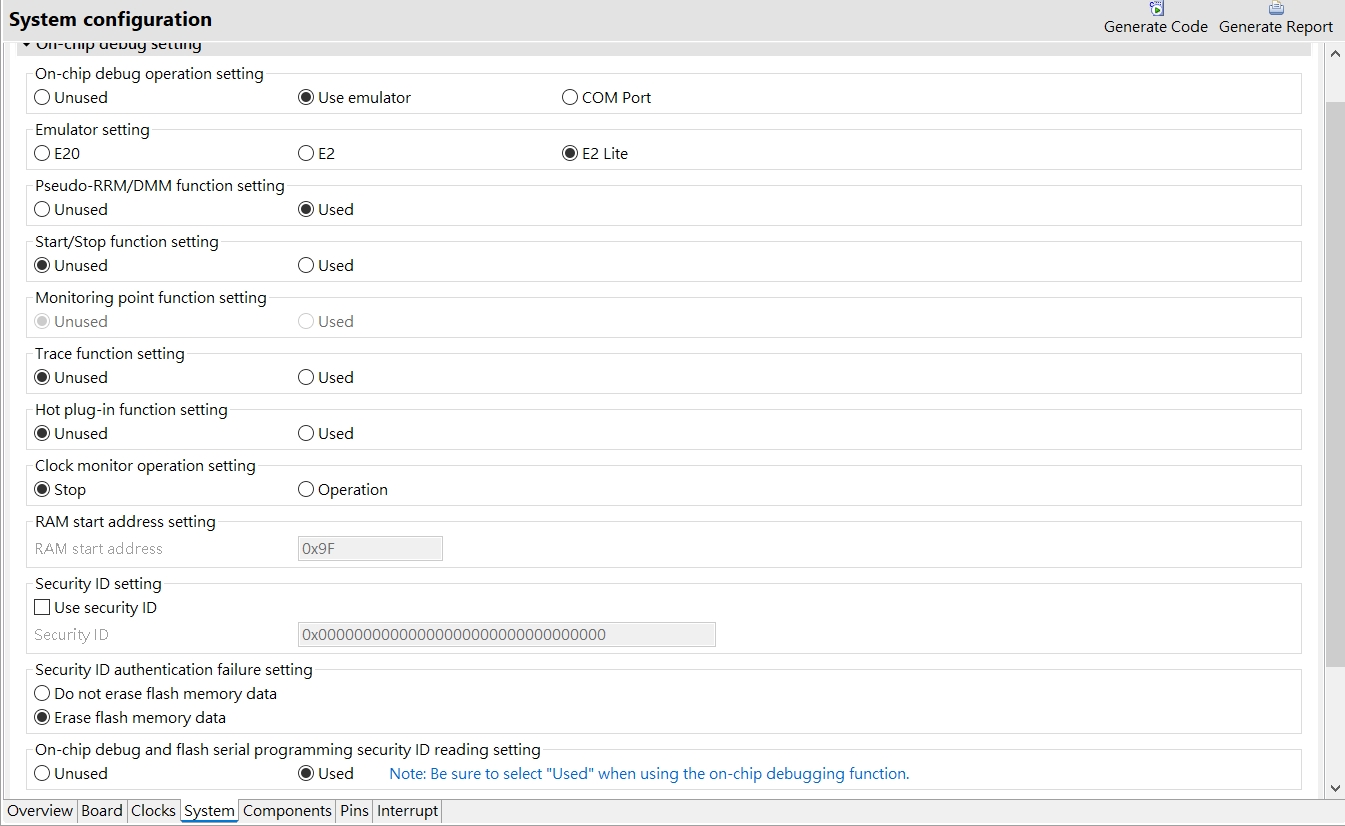 System configuration
Generate Code Generate Report
On-chip debug setting
On-chip debug operation setting
Unused Use emulator COM Port
Emulator setting
E20 E2 E2 Lite
Pseudo-RRM/DMM function setting
Unused Used
Start/Stop function setting
Unused Used
Monitoring point function setting
Unused Used
Trace function setting
Unused Used
Hot plug-in function setting
Unused Used
Clock monitor operation setting
Stop Operation
RAM start address setting
RAM start address 0x9F
Security ID setting
Use security ID
Security ID 0x00000000000000000000000000000000
Security ID authentication failure setting
Do not erase flash memory data
Erase flash memory data
On-chip debug and flash serial programming security ID reading setting
Unused Used Note: Be sure to select "Used" when using the on-chip debugging function.
Overview Board Clocks System Components Pins Interrupt